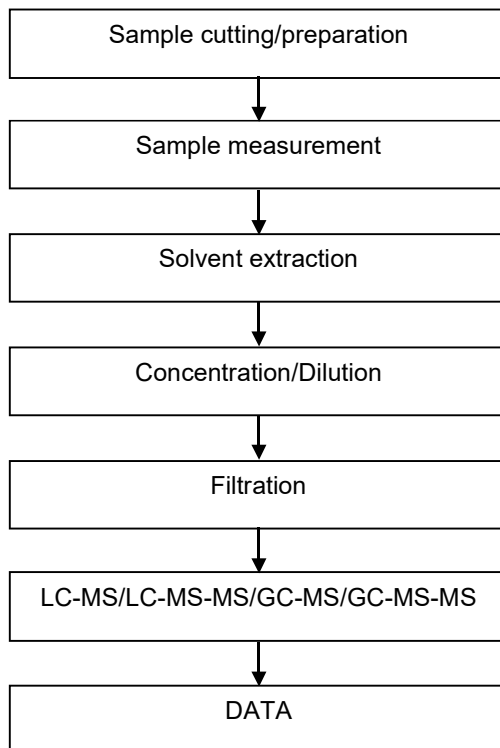 Sample cutting/preparation
Sample measurement
Solvent extraction
Concentration/Dilution
Filtration
LC-MS/LC-MS-MS/GC-MS/GC-MS-MS
DATA